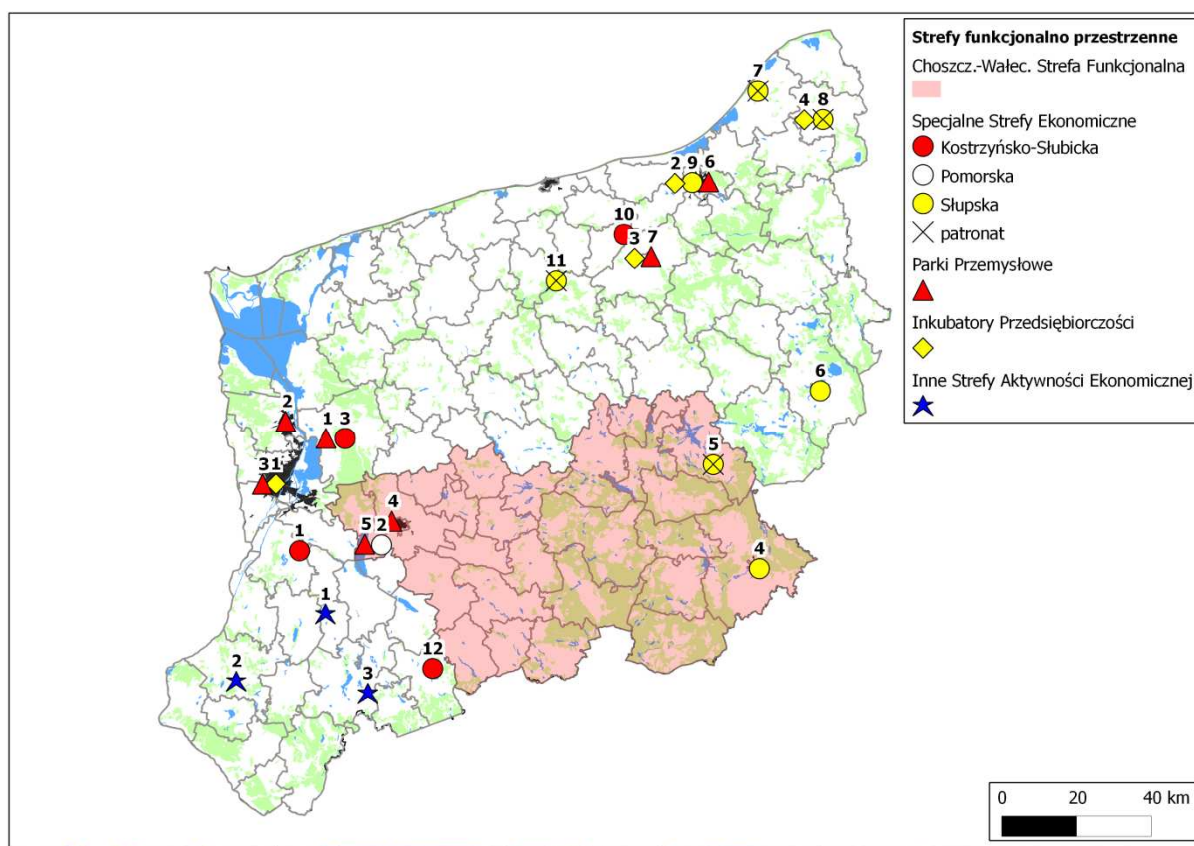 Strefy funkcjonalno przestrzenne
Choszcz.-Wałec. Strefa Funkcjonalna
Specjalne Strefy Ekonomiczne
Kostrzyńsko-Słubicka
Pomorska
Słupska
patronat
Parki Przemysłowe
Inkubatory Przedsiębiorczości
Inne Strefy Aktywności Ekonomicznej
7
4 8
2 9 6
10
3 7
11
6
2
1 3
5
31
4
5 2
1
4
1
12
2
3
0 20 40 km